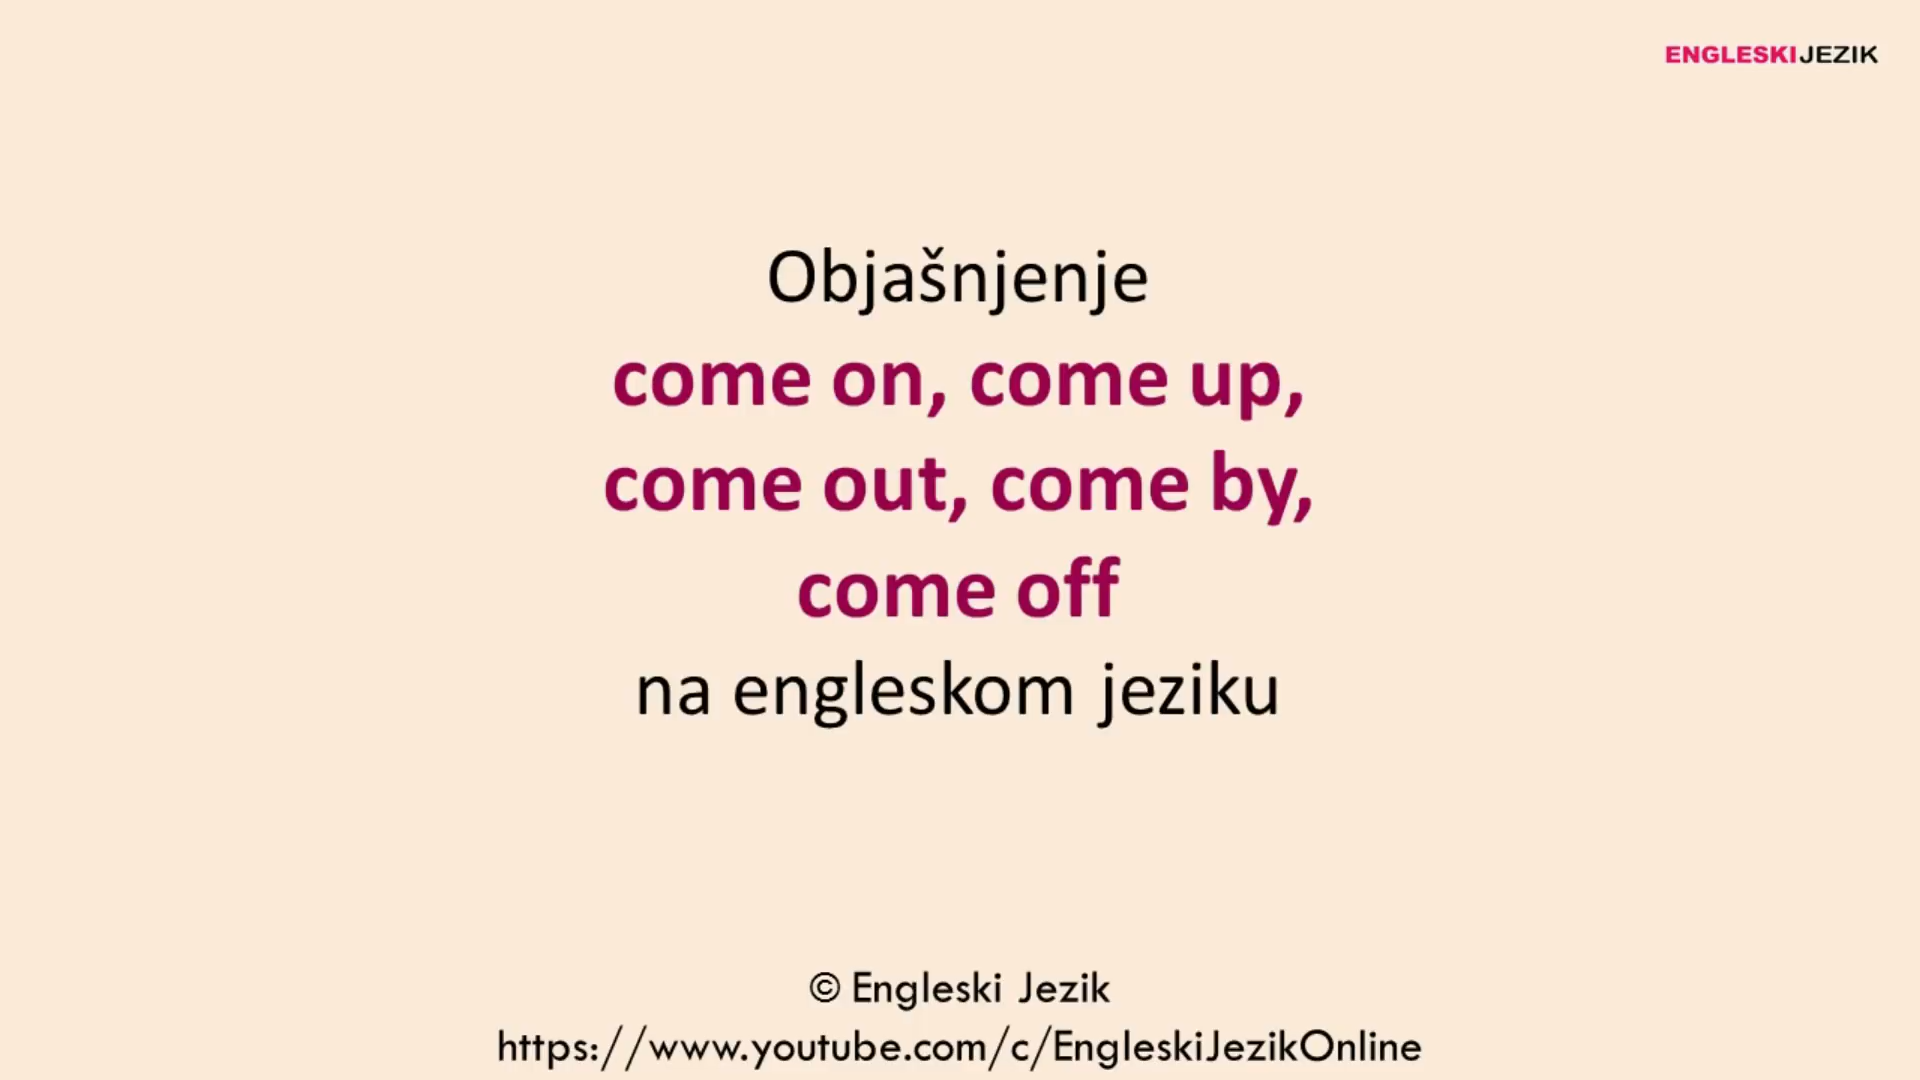 ENGLESKIJEZIK
Objašnjenje
come on, come up,
come out, come by,
come off
na engleskom jeziku
© Engleski Jezik
https://www.youtube.com/c/EngleskiJezikOnline